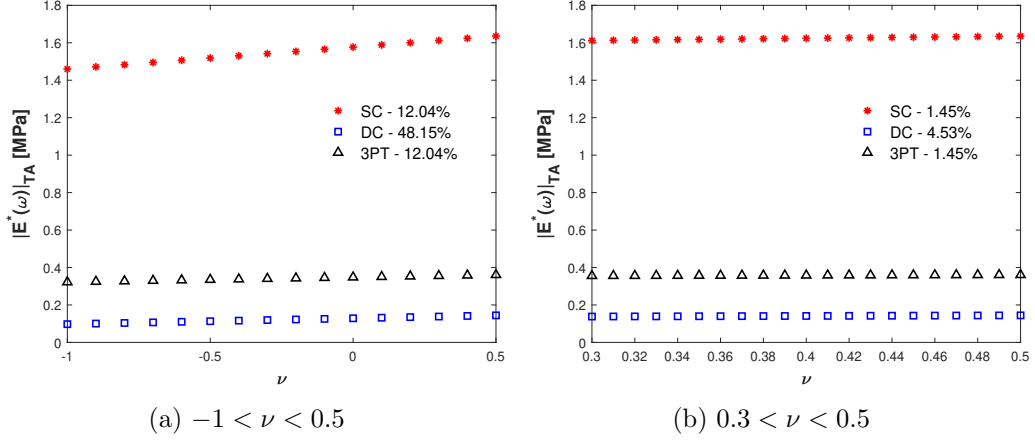 1.8
1.6
1.4
1.2
1
0.8
0.6
0.4
0.2
0
|E*(ω)|TA [MPa]
SC - 12.04%
DC - 48.15%
3PT - 12.04%
-1
-0.5
0
0.5
ν
(a) −1 < ν < 0.5
1.8
1.6
1.4
1.2
1
0.8
0.6
0.4
0.2
0
|E*(ω)|TA [MPa]
SC - 1.45%
DC - 4.53%
3PT - 1.45%
0.3
0.32
0.34
0.36
0.38
0.4
0.42
0.44
0.46
0.48
0.5
ν
(b) 0.3 < ν < 0.5